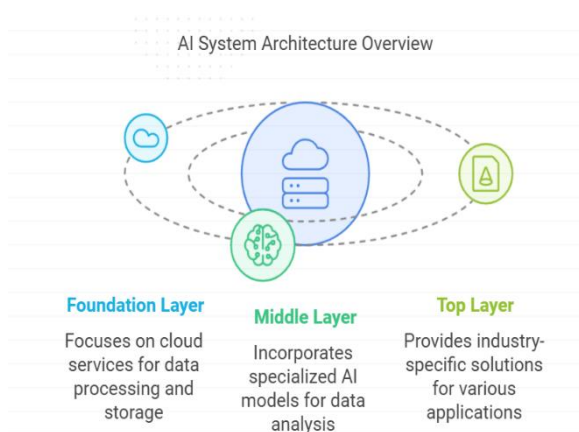 AI System Architecture Overview
Foundation Layer
Focuses on cloud
services for data
processing and
storage
Middle Layer
Incorporates
specialized AI
models for data
analysis
Top Layer
Provides industry-
specific solutions
for various
applications